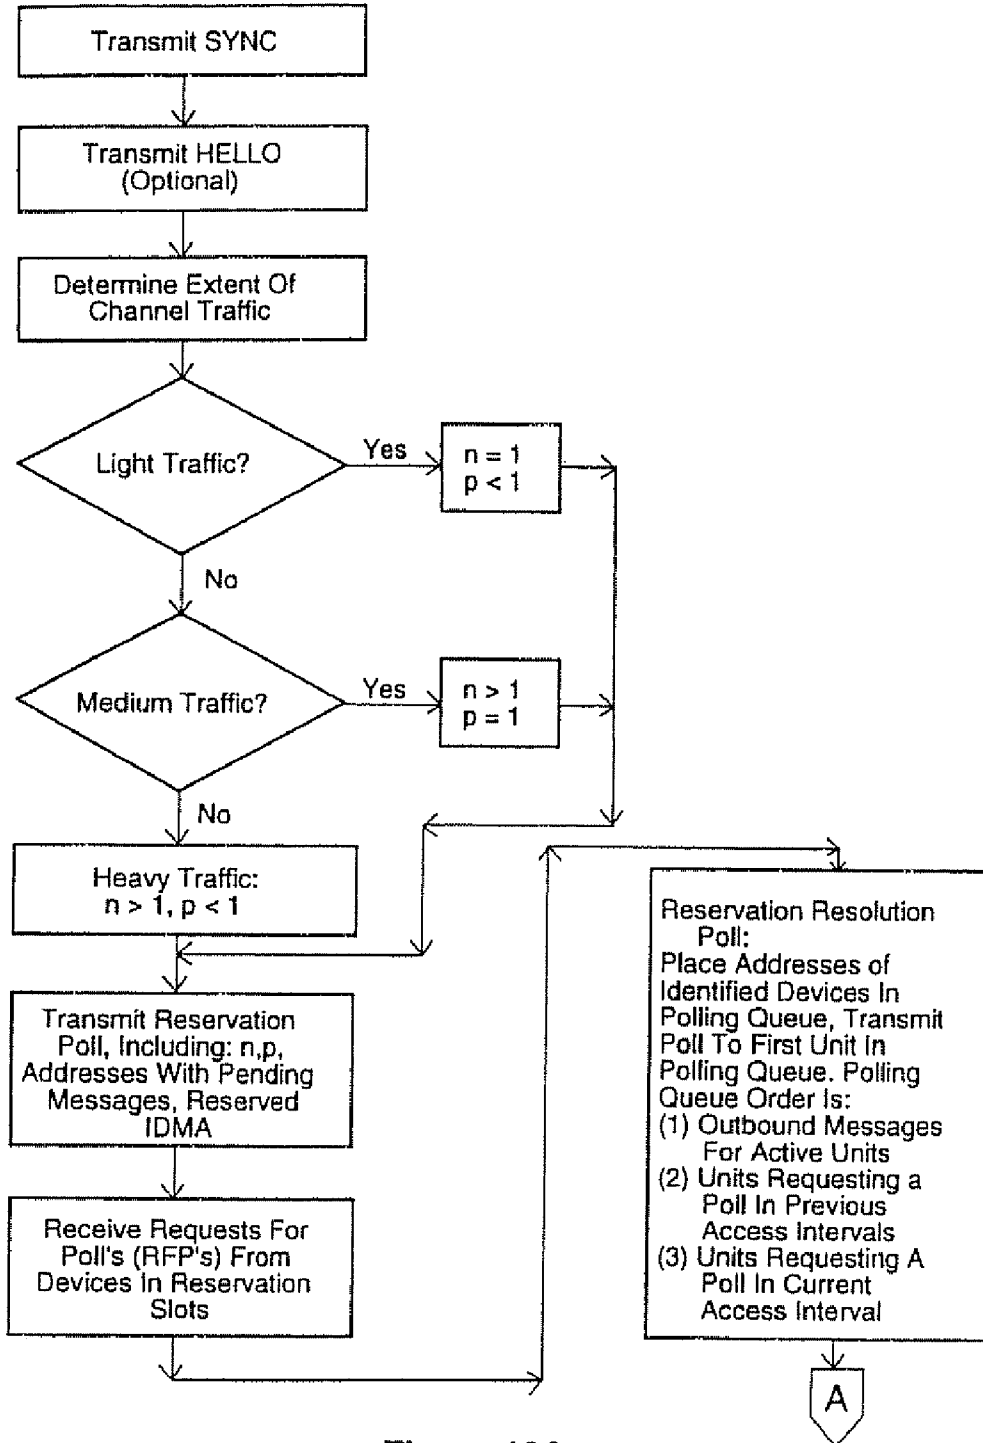 Transmit SYNC
Transmit HELLO
(Optional)
Determine Extent Of
Channel Traffic
Light Traffic?
Yes
n = 1
p < 1
No
Medium Traffic?
Yes
n > 1
p = 1
No
Heavy Traffic:
n > 1, p < 1
Transmit Reservation
Poll, Including: n,p,
Addresses With Pending
Messages, Reserved
IDMA
Receive Requests For
Poll's (RFP's) From
Devices In Reservation
Slots
Reservation Resolution
Poll:
Place Addresses of
Identified Devices In
Polling Queue, Transmit
Poll To First Unit In
Polling Queue. Polling
Queue Order Is:
(1) Outbound Messages
For Active Units
(2) Units Requesting a
Poll In Previous
Access Intervals
(3) Units Requesting A
Poll In Current
Access Interval
A